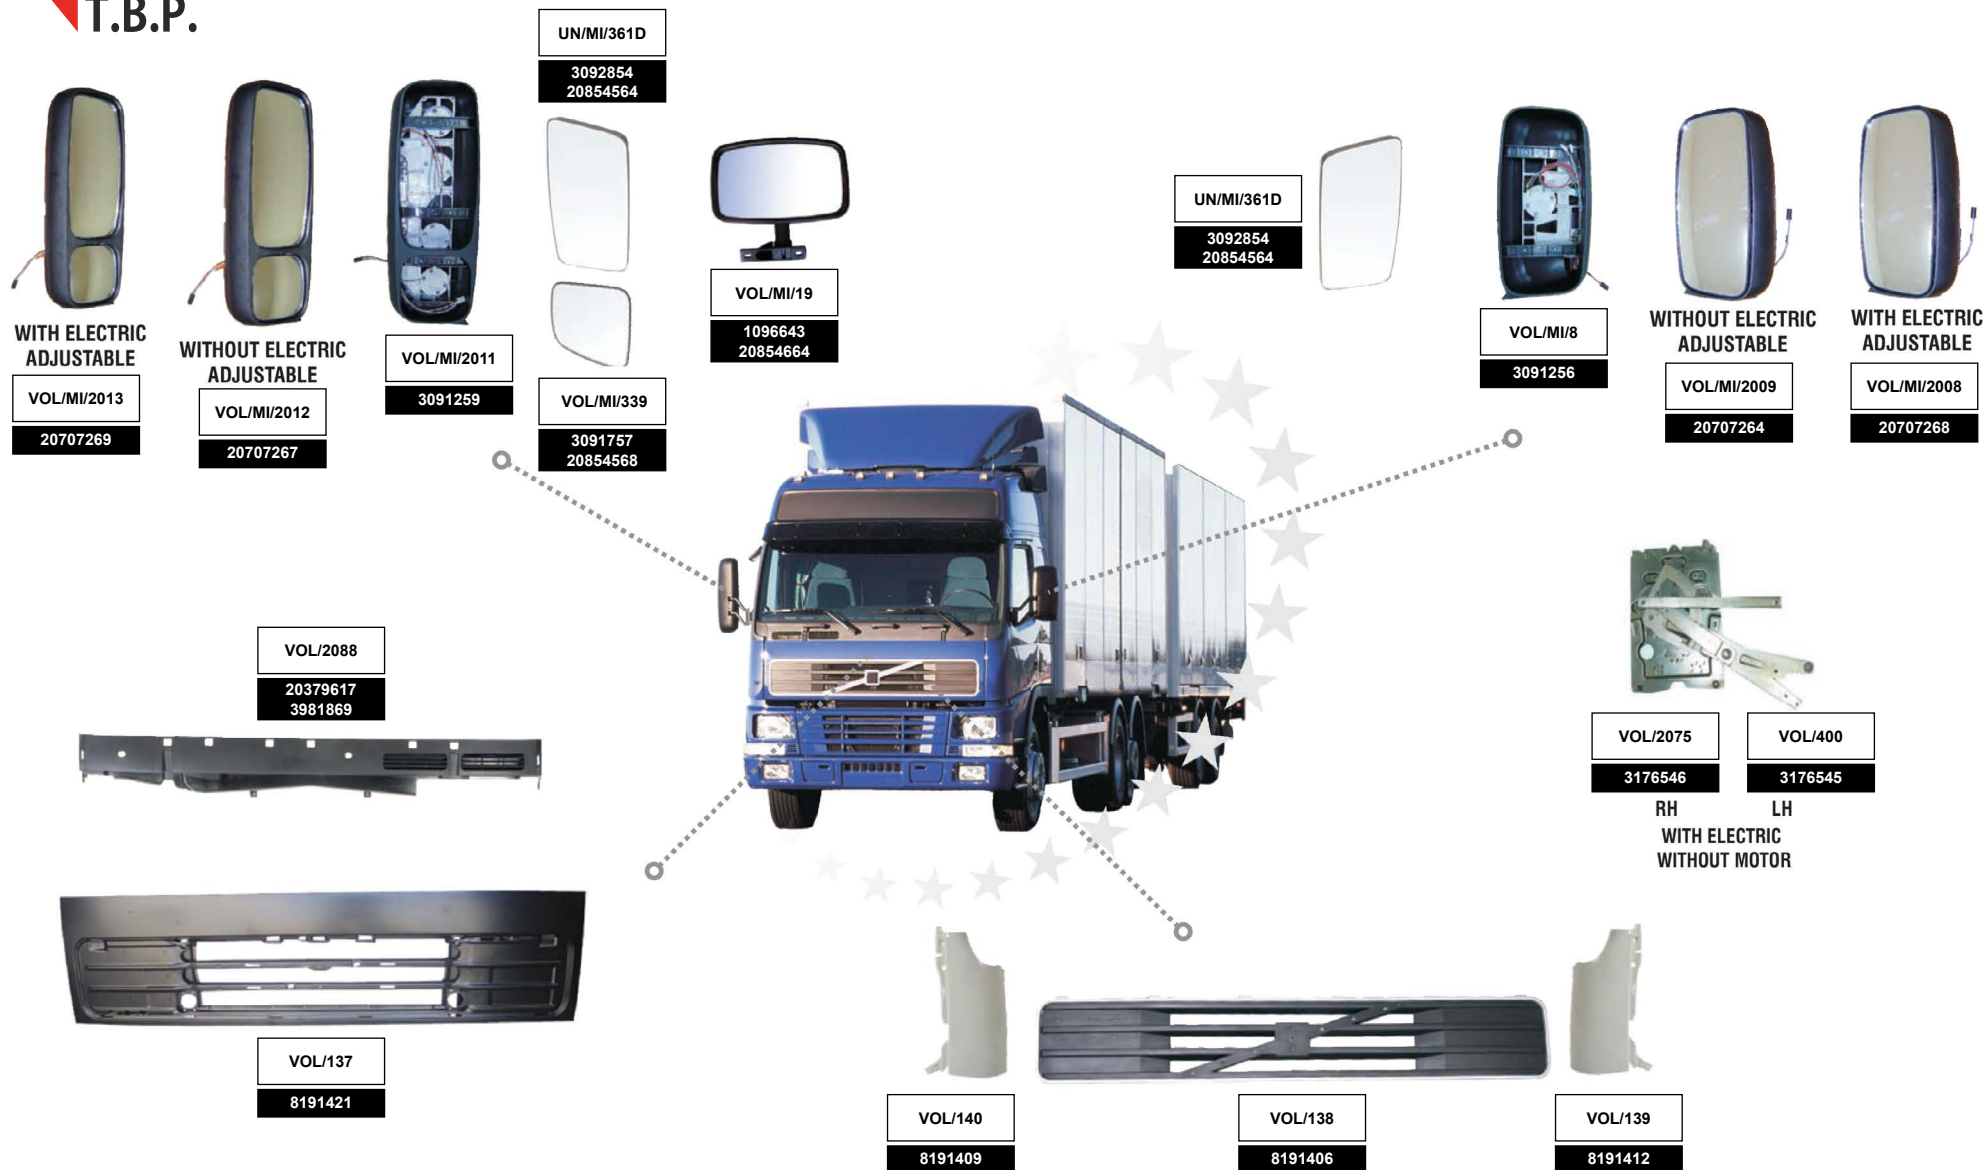 T.B.P.
UN/MI/361D
3092854
20854564
WITH ELECTRIC
ADJUSTABLE
VOL/MI/2013
20707269
WITHOUT ELECTRIC
ADJUSTABLE
VOL/MI/2012
20707267
VOL/MI/2011
3091259
VOL/MI/339
3091757
20854568
VOL/MI/19
1096643
20854664
UN/MI/361D
3092854
20854564
VOL/MI/8
3091256
WITHOUT ELECTRIC
ADJUSTABLE
VOL/MI/2009
20707264
WITH ELECTRIC
ADJUSTABLE
VOL/MI/2008
20707268
VOL/2088
20379617
3981869
VOL/2075
3176546
RH
VOL/400
3176545
LH
WITH ELECTRIC
WITHOUT MOTOR
VOL/137
8191421
VOL/140
8191409
VOL/138
8191406
VOL/139
8191412